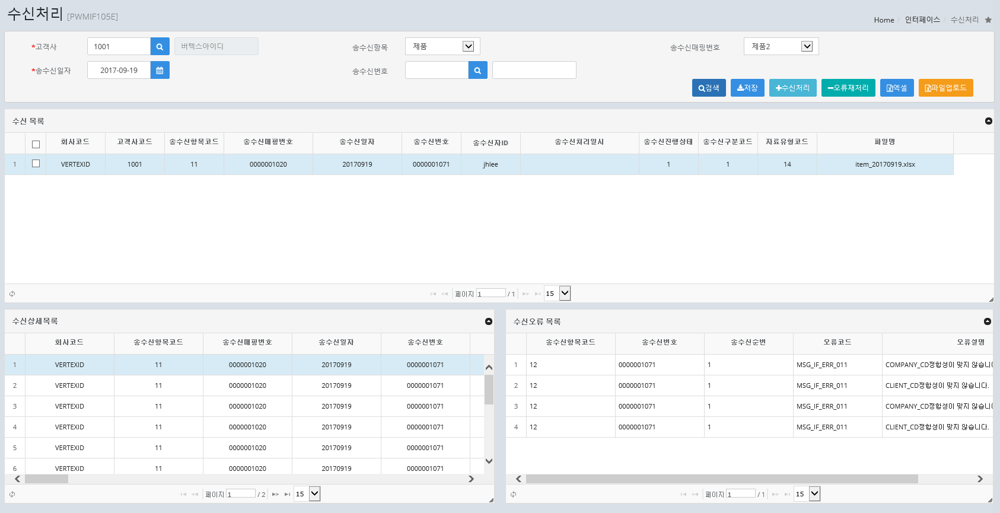 수신처리 [PWMIF105E]
Home / 인터페이스 / 수신처리
*고객사 1001 버텍스아이디 송수신항목 제품 송수신매핑번호 제품2
*송수신일자 2017-09-19 송수신번호
검색 저장 수신처리 오류재처리 엑셀 파일업로드
수신 목록
회사코드 고객사코드 송수신항목코드 송수신매핑번호 송수신일자 송수신번호 송수신자ID 송수신처리일시 송수신진행상태 송수신구분코드 자료유형코드 파일명
1 VERTEXID 1001 11 0000001020 20170919 0000001071 jhlee 1 1 14 item_20170919.xlsx
페이지 1 / 1 15
수신상세목록
회사코드 송수신항목코드 송수신매핑번호 송수신일자 송수신번호
1 VERTEXID 11 0000001020 20170919 0000001071
2 VERTEXID 11 0000001020 20170919 0000001071
3 VERTEXID 11 0000001020 20170919 0000001071
4 VERTEXID 11 0000001020 20170919 0000001071
5 VERTEXID 11 0000001020 20170919 0000001071
6 VERTEXID 11 0000001020 20170919 0000001071
페이지 1 / 2 15
수신오류 목록
송수신항목코드 송수신번호 송수신순번 오류코드 오류설명
1 12 0000001071 1 MSG_IF_ERR_011 COMPANY_CD정합성이 맞지 않습니
2 12 0000001071 1 MSG_IF_ERR_011 CLIENT_CD정합성이 맞지 않습니다.
3 12 0000001071 1 MSG_IF_ERR_011 COMPANY_CD정합성이 맞지 않습니
4 12 0000001071 1 MSG_IF_ERR_011 CLIENT_CD정합성이 맞지 않습니다.
페이지 1 / 1 15